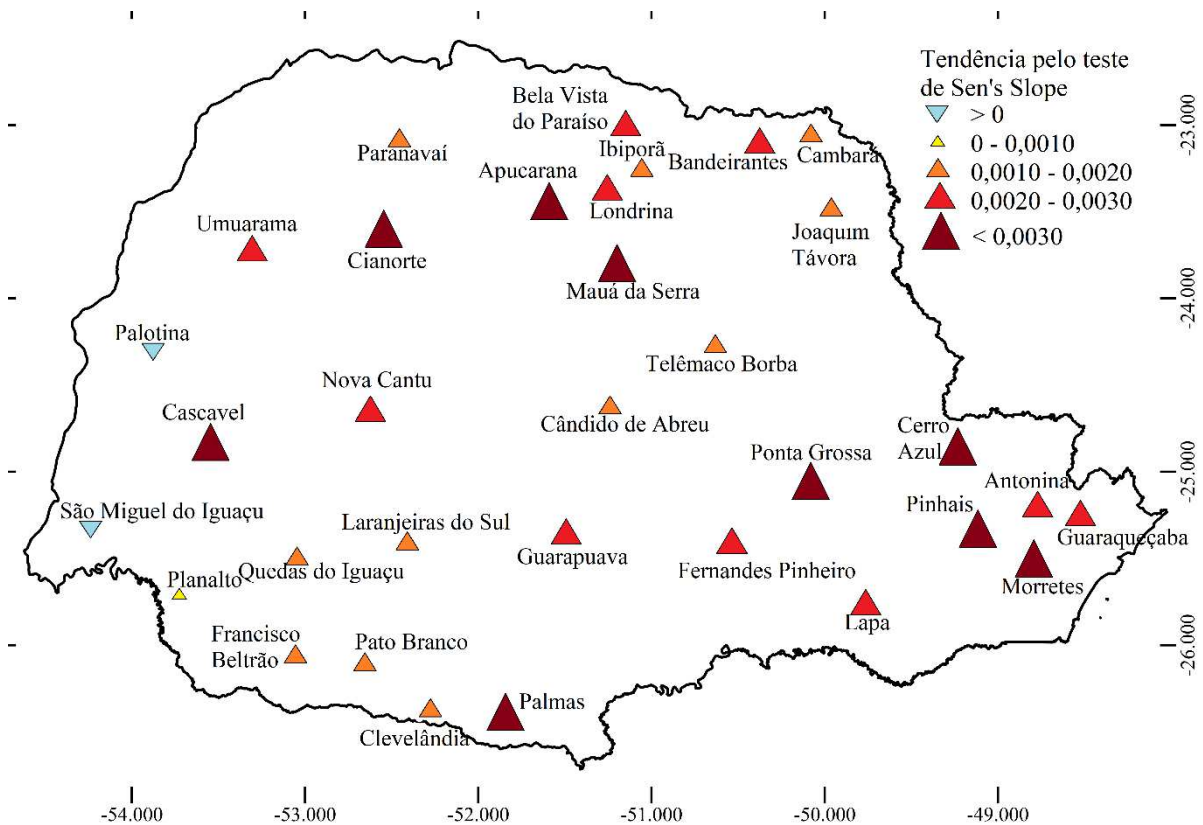 Tendência pelo teste
de Sen's Slope
> 0
0 - 0,0010
0,0010 - 0,0020
0,0020 - 0,0030
< 0,0030
Bela Vista
do Paraíso
Paranavaí
Ibiporã
Bandeirantes
Cambará
Apucarana
Londrina
Joaquim
Távora
Umuarama
Cianorte
Mauá da Serra
Palotina
Telêmaco Borba
Nova Cantu
Cândido de Abreu
Cascavel
Cerro
Azul
Ponta Grossa
Antonina
Pinhais
São Miguel do Iguaçu
Laranjeiras do Sul
Guaraqueçaba
Guarapuava
Fernandes Pinheiro
Quedas do Iguaçu
Planalto
Morretes
Lapa
Francisco
Beltrão
Pato Branco
Palmas
Clevelândia
-23.000
-24.000
-25.000
-26.000
-54.000
-53.000
-52.000
-51.000
-50.000
-49.000